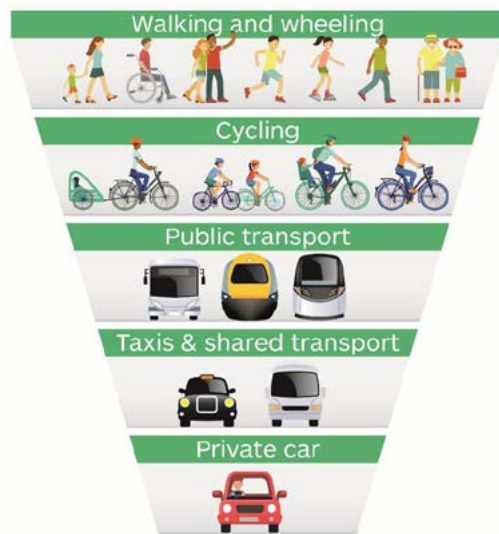 Walking and wheeling
Cycling
Public transport
Taxis & shared transport
Private car